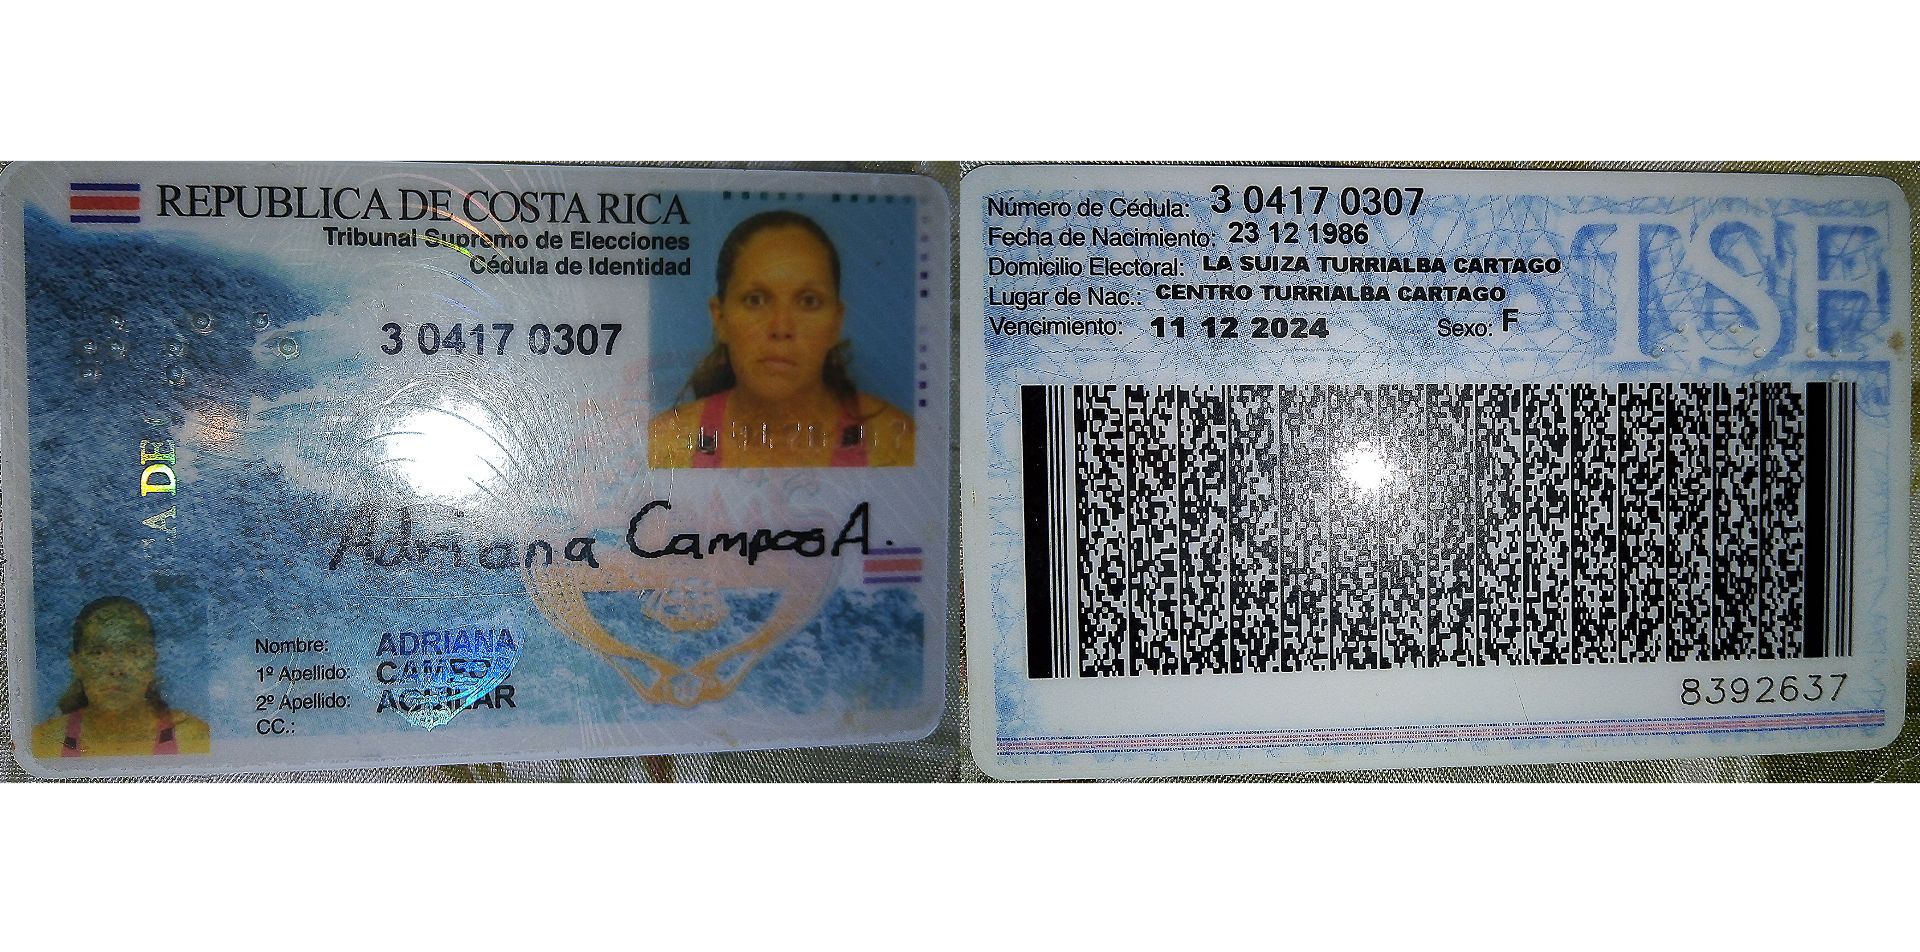 REPUBLICA DE COSTA RICA
Tribunal Supremo de Elecciones
Cédula de Identidad
3 0417 0307
A DE
Adriana Campos A.
Nombre: ADRIANA
1º Apellido: CAMPOS
2º Apellido: AGUILAR
CC.:
Número de Cédula: 3 0417 0307
Fecha de Nacimiento: 23 12 1986
Domicilio Electoral: LA SUIZA TURRIALBA CARTAGO
Lugar de Nac.: CENTRO TURRIALBA CARTAGO
Vencimiento: 11 12 2024 Sexo: F
TSE
8392637